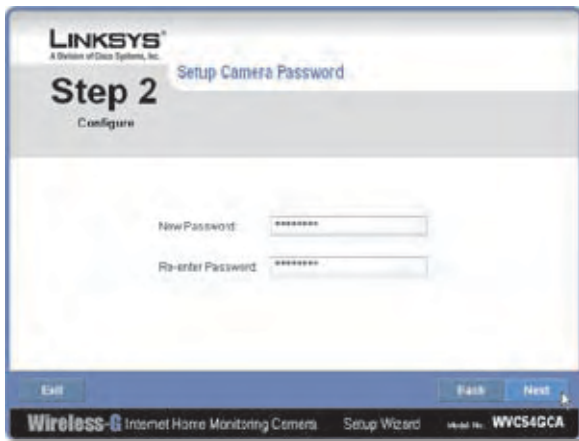 LINKSYS®
A Division of Cisco Systems, Inc.
Step 2
Configure
Setup Camera Password
New Password:
********
Re-enter Password:
********
Exit
Back
Next
Wireless-G Internet Home Monitoring Camera
Setup Wizard
Model No.
WVC54GCA